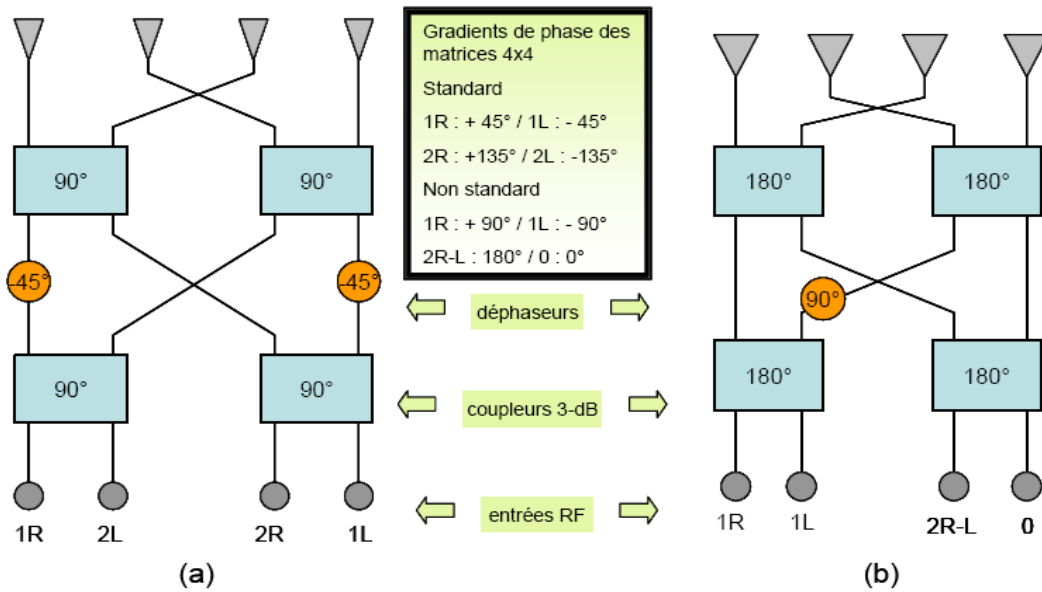 Gradients de phase des
matrices 4x4
Standard
1R : + 45° / 1L : - 45°
2R : +135° / 2L : -135°
Non standard
1R : + 90° / 1L : - 90°
2R-L : 180° / 0 : 0°
90° 90°
-45° -45°
90° 90°
1R 2L 2R 1L
(a)
déphaseurs
coupleurs 3-dB
entrées RF
180° 180°
90°
180° 180°
1R 1L 2R-L 0
(b)